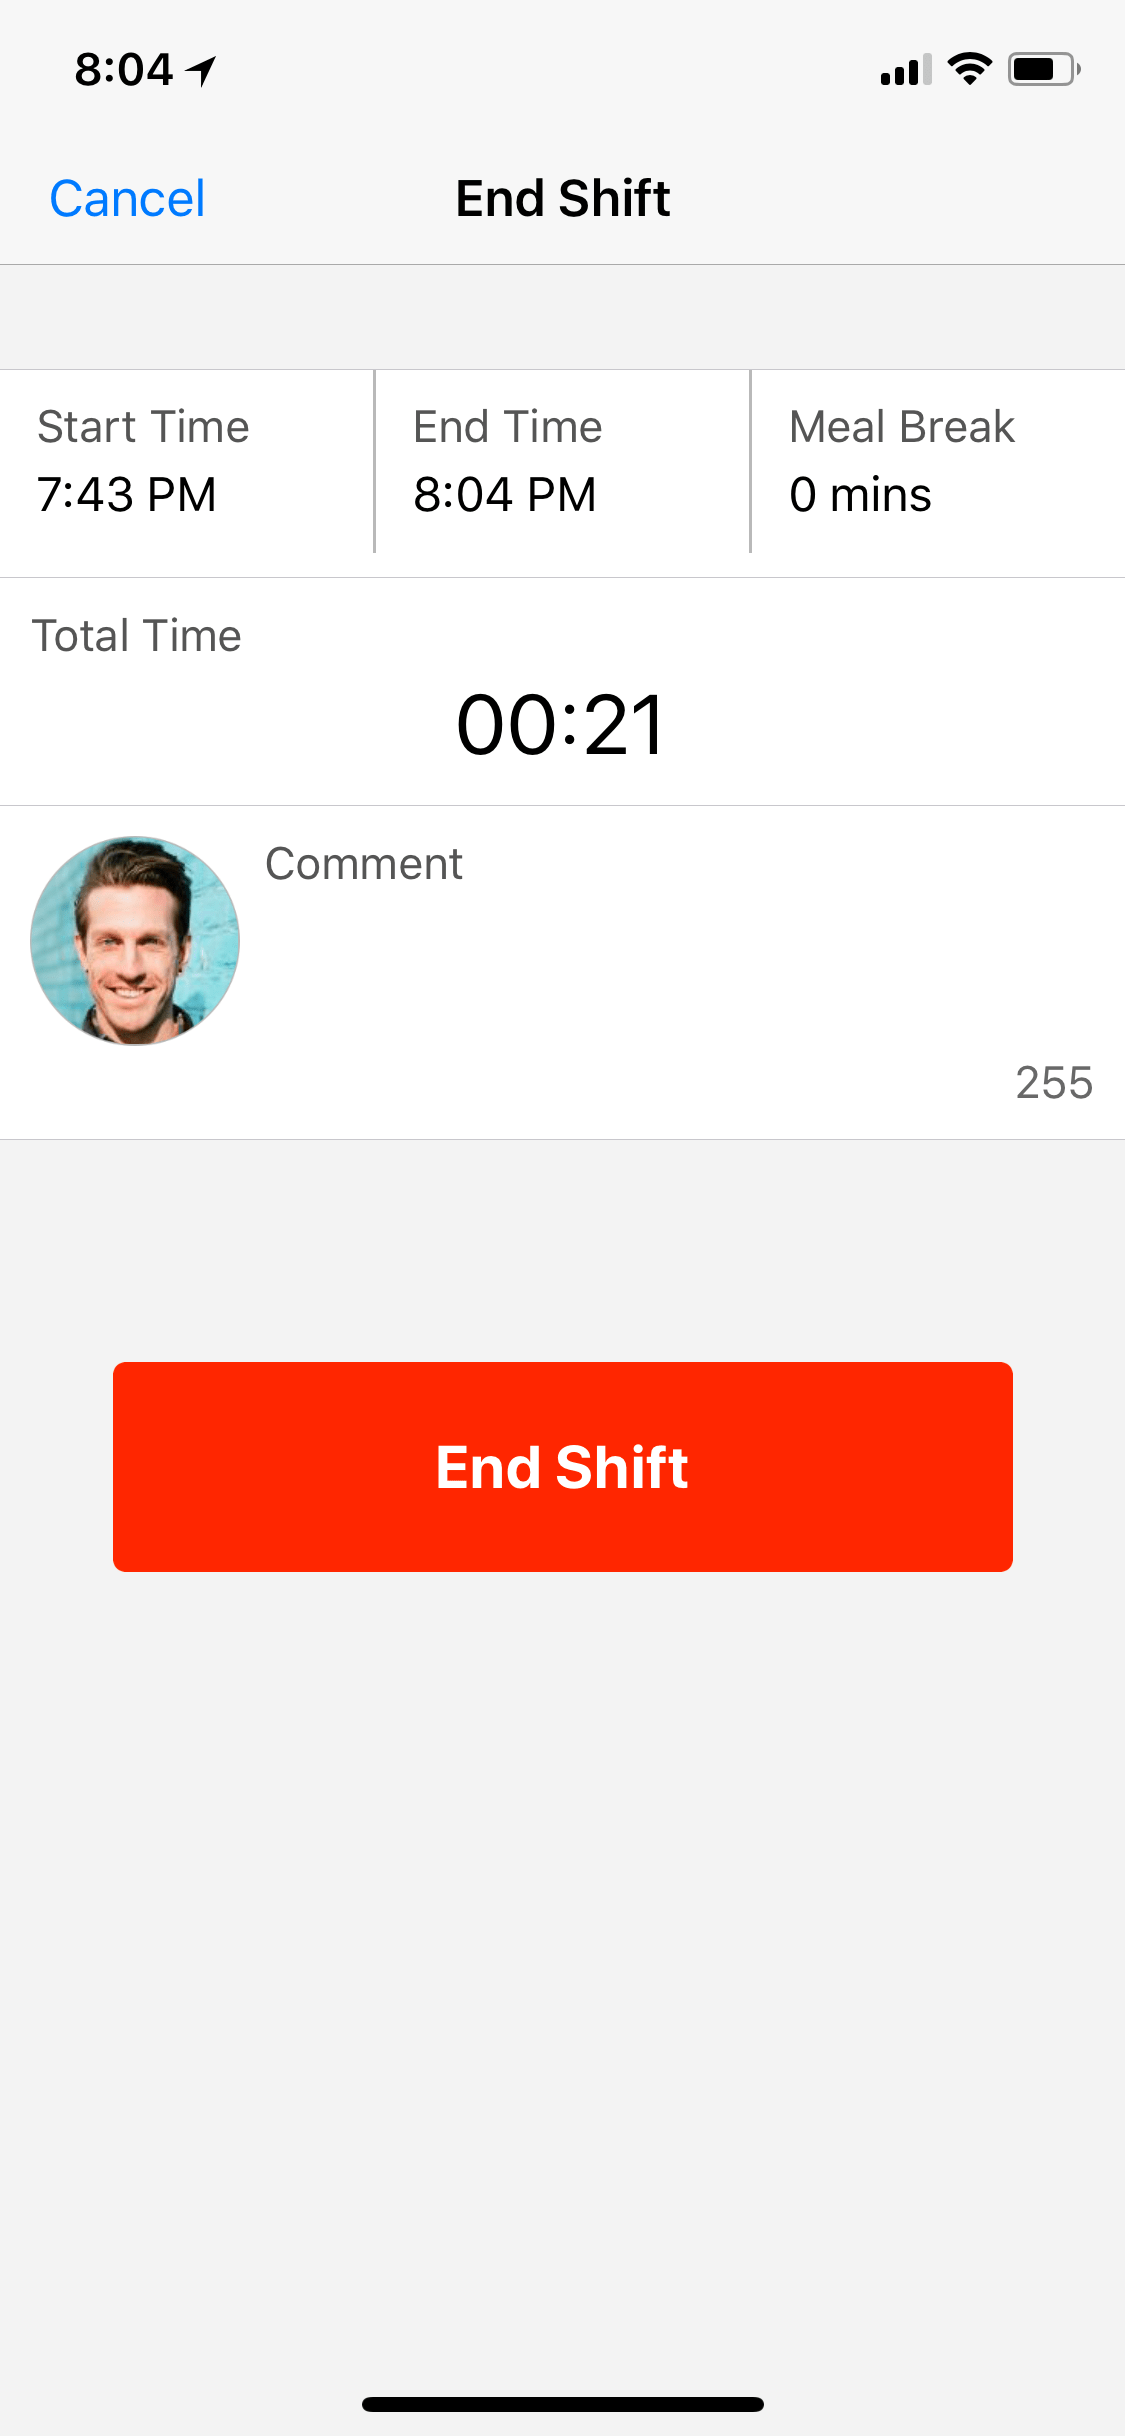 8:04
Cancel End Shift
Start Time End Time Meal Break
7:43 PM 8:04 PM 0 mins
Total Time
00:21
Comment
255
End Shift